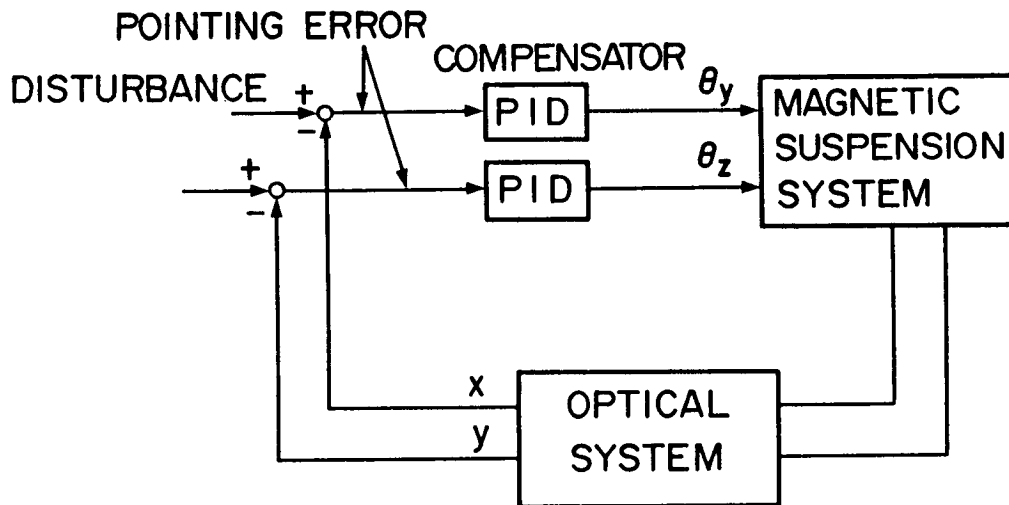 POINTING ERROR
COMPENSATOR
DISTURBANCE
+
−
PID
θy
MAGNETIC
SUSPENSION
SYSTEM
+
−
PID
θz
x
y
OPTICAL
SYSTEM